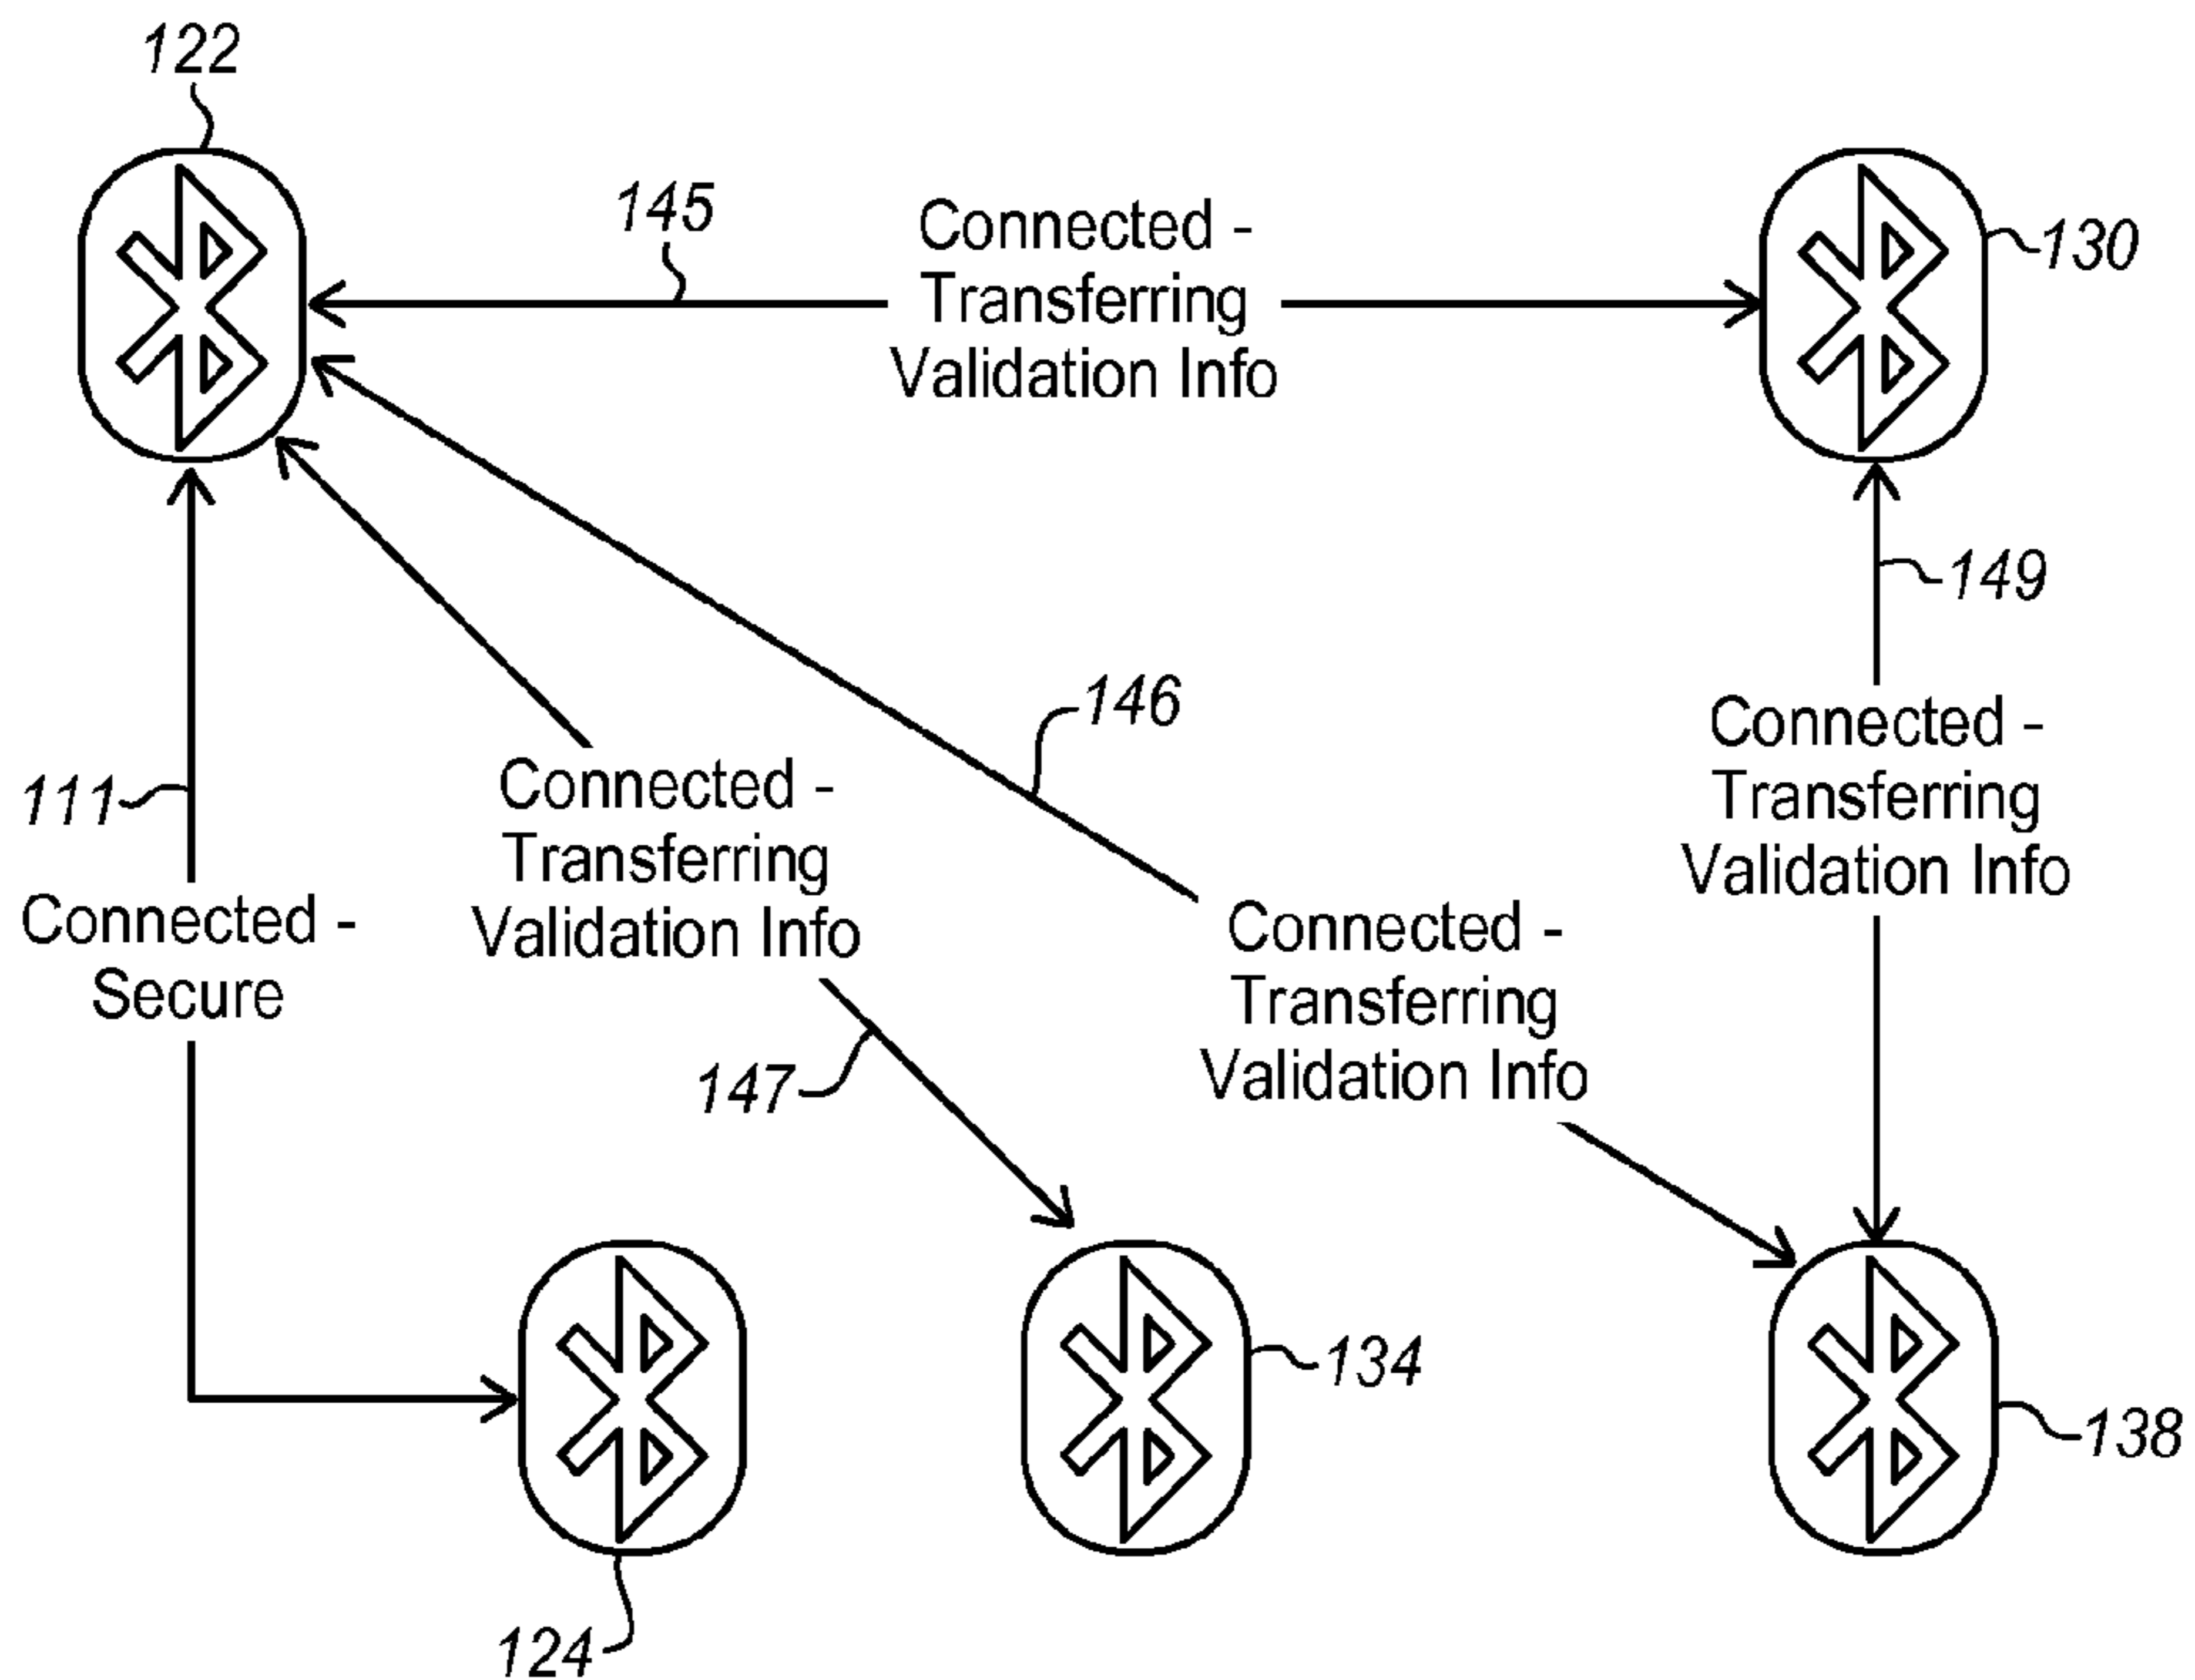 122
145
Connected -
Transferring
Validation Info
130
149
146
Connected -
Transferring
Validation Info
111
Connected -
Transferring
Validation Info
Connected -
Secure
Connected -
Transferring
Validation Info
147
134
138
124